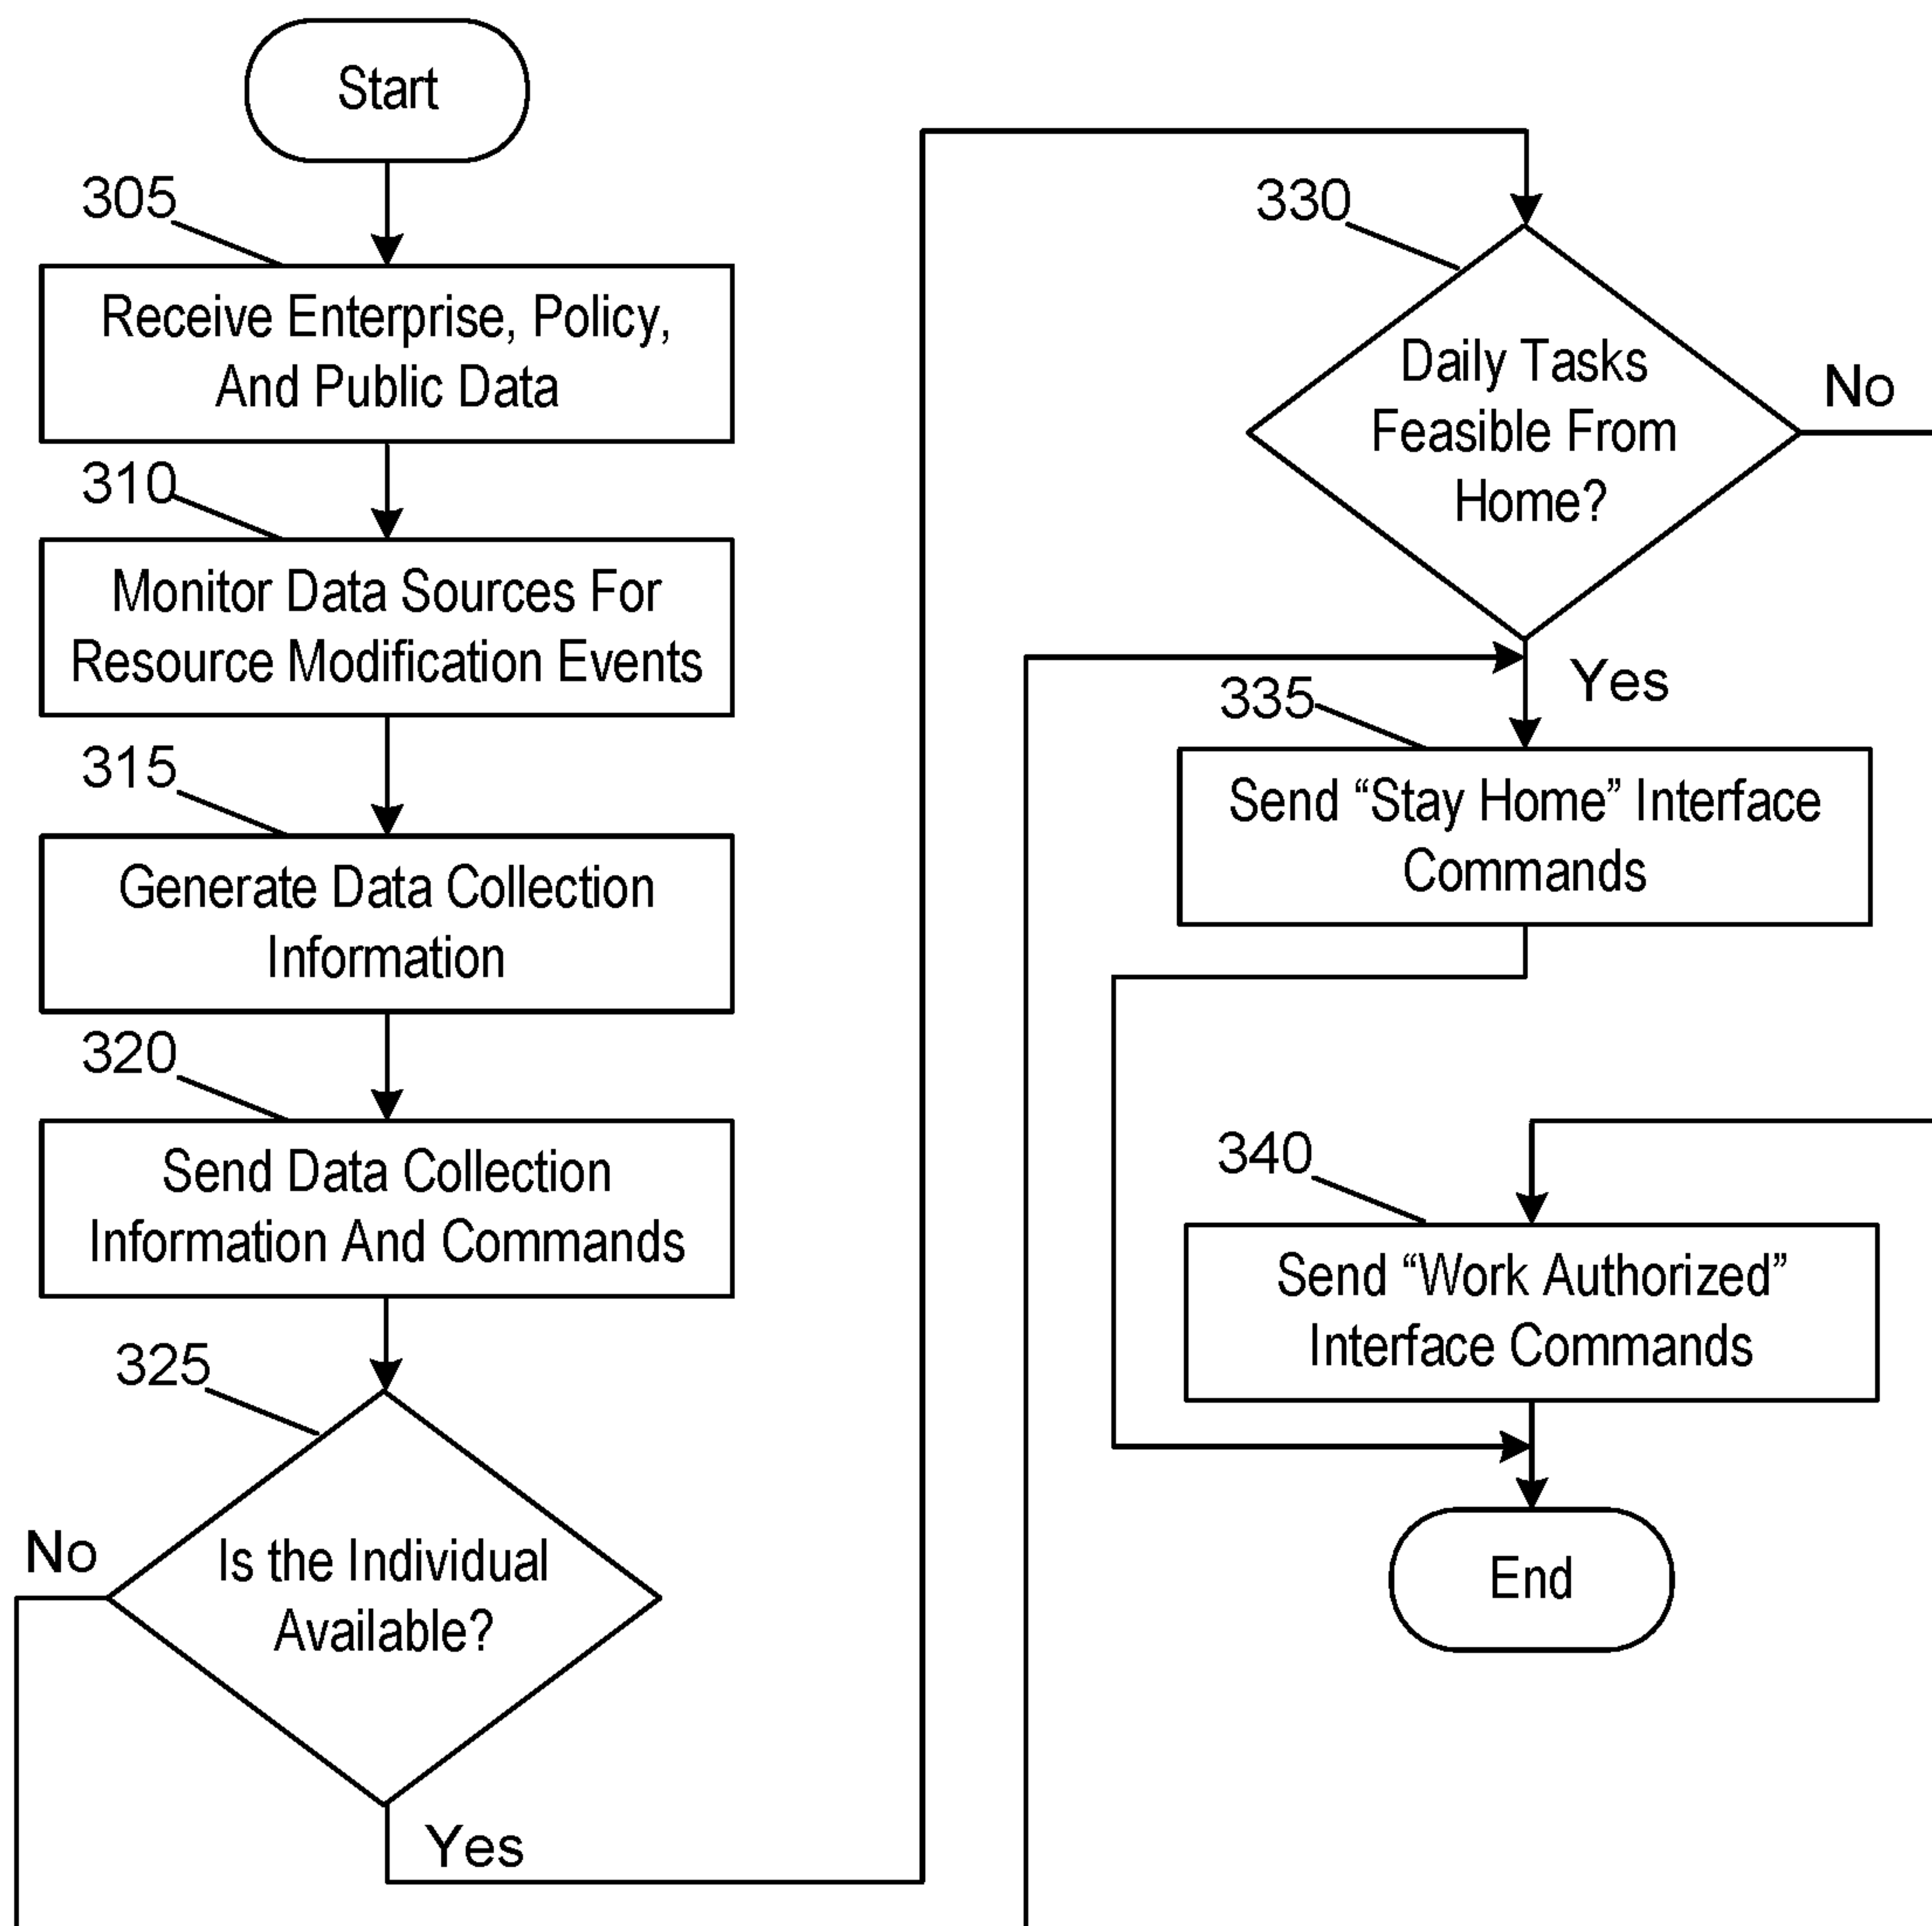 Start
305
Receive Enterprise, Policy,
And Public Data
310
Monitor Data Sources For
Resource Modification Events
315
Generate Data Collection
Information
320
Send Data Collection
Information And Commands
325
Is the Individual
Available?
No
Yes
330
Daily Tasks
Feasible From
Home?
No
Yes
335
Send “Stay Home” Interface
Commands
340
Send “Work Authorized”
Interface Commands
End